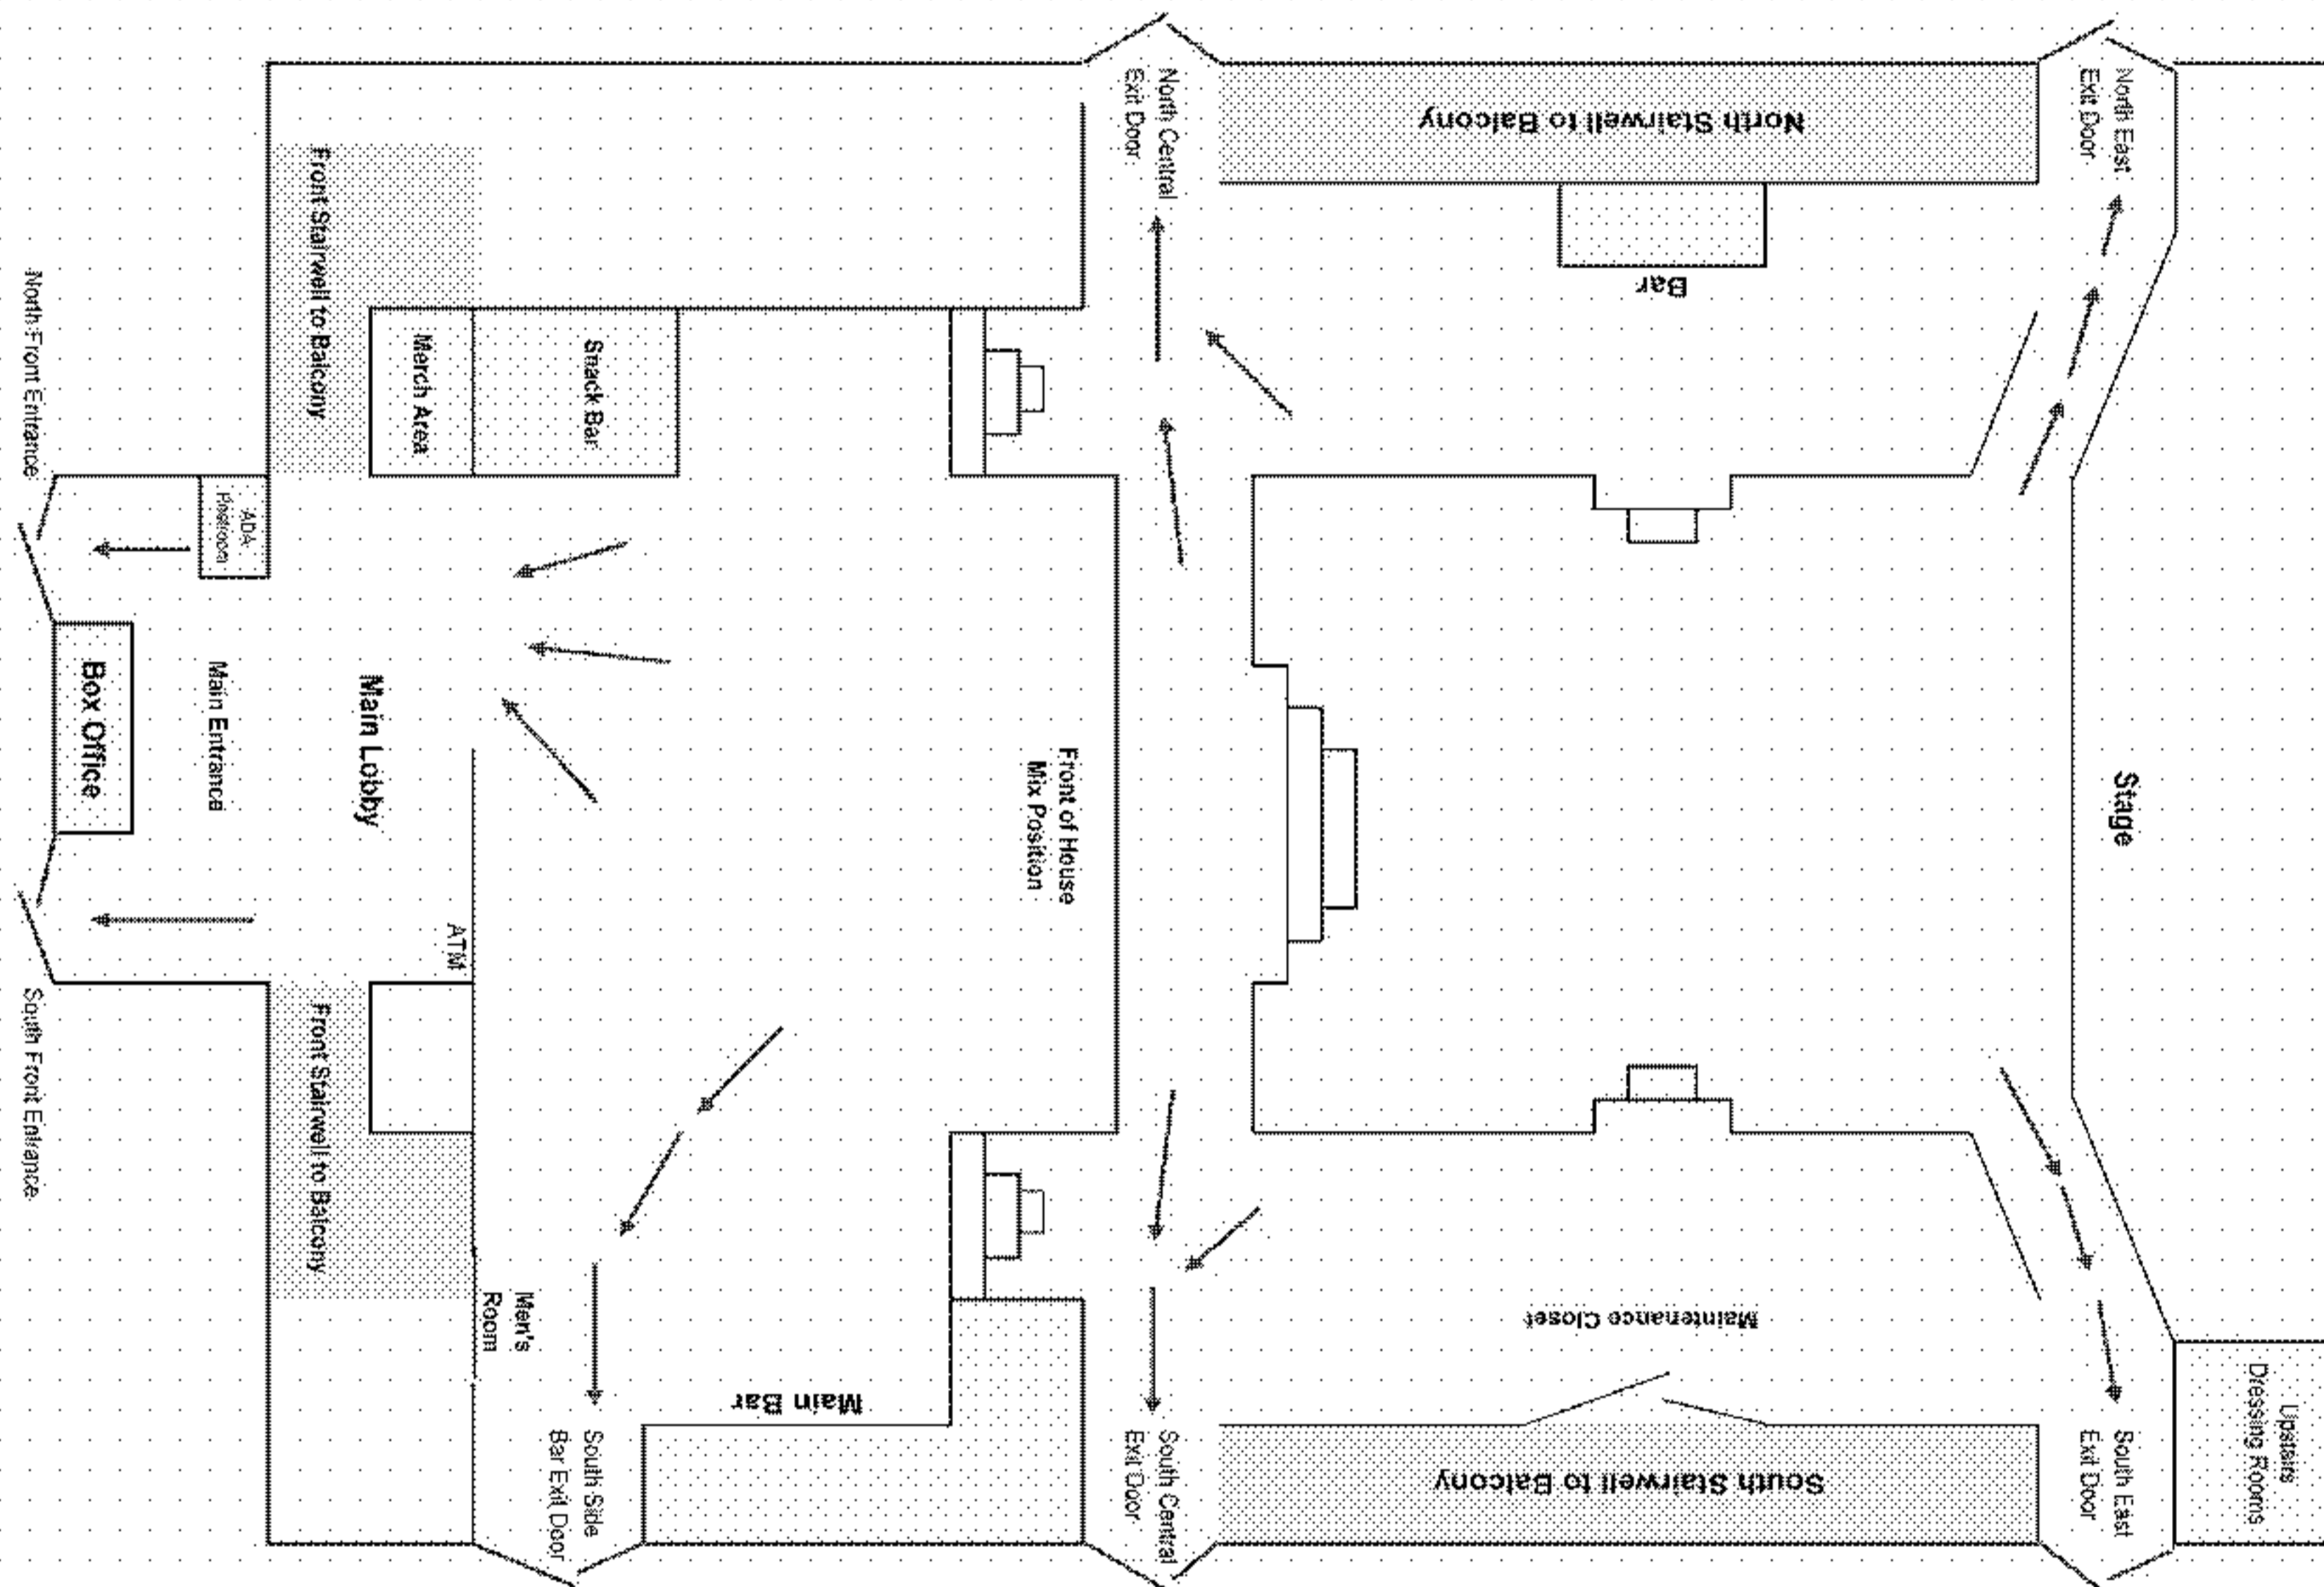 North Central
Exit Door
North Stairwell to Balcony
North East
Exit Door
Front Stairwell to Balcony
Bar
North Front Entrance
Merch Area
Snack Bar
ADA
Restroom
Box Office
Main Entrance
Main Lobby
Front of House
Mix Position
Stage
ATM
South Front Entrance
Front Stairwell to Balcony
Men's
Room
Maintenance Closet
Main Bar
South Side
Bar Exit Door
South Central
Exit Door
South Stairwell to Balcony
South East
Exit Door
Upstairs
Dressing Rooms